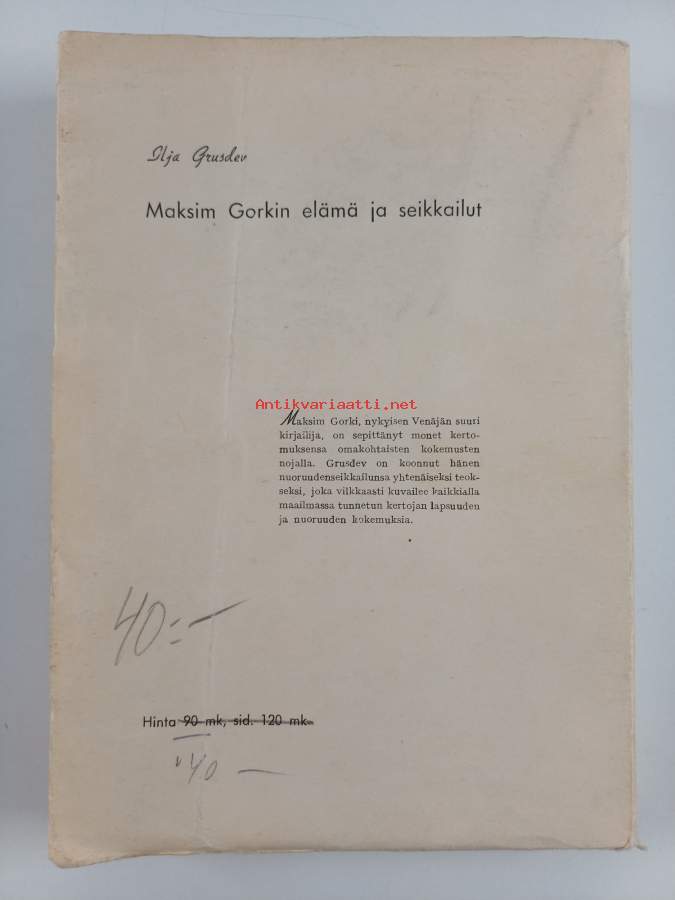 Ilja Grusdev
Maksim Gorkin elämä ja seikkailut
Antikvariaatti.net
Maksim Gorki, nykyisen Venäjän suuri
kirjailija, on sepittänyt monet kerto-
muksensa omakohtaisten kokemusten
nojalla. Grusdev on koonnut hänen
nuoruudenseikkailunsa yhtenäiseksi teok-
seksi, joka vilkkaasti kuvailee kaikkialla
maailmassa tunnetun kertojan lapsuuden
ja nuoruuden kokemuksia.
40:-
Hinta 90 mk, sid. 120 mk.
40 -